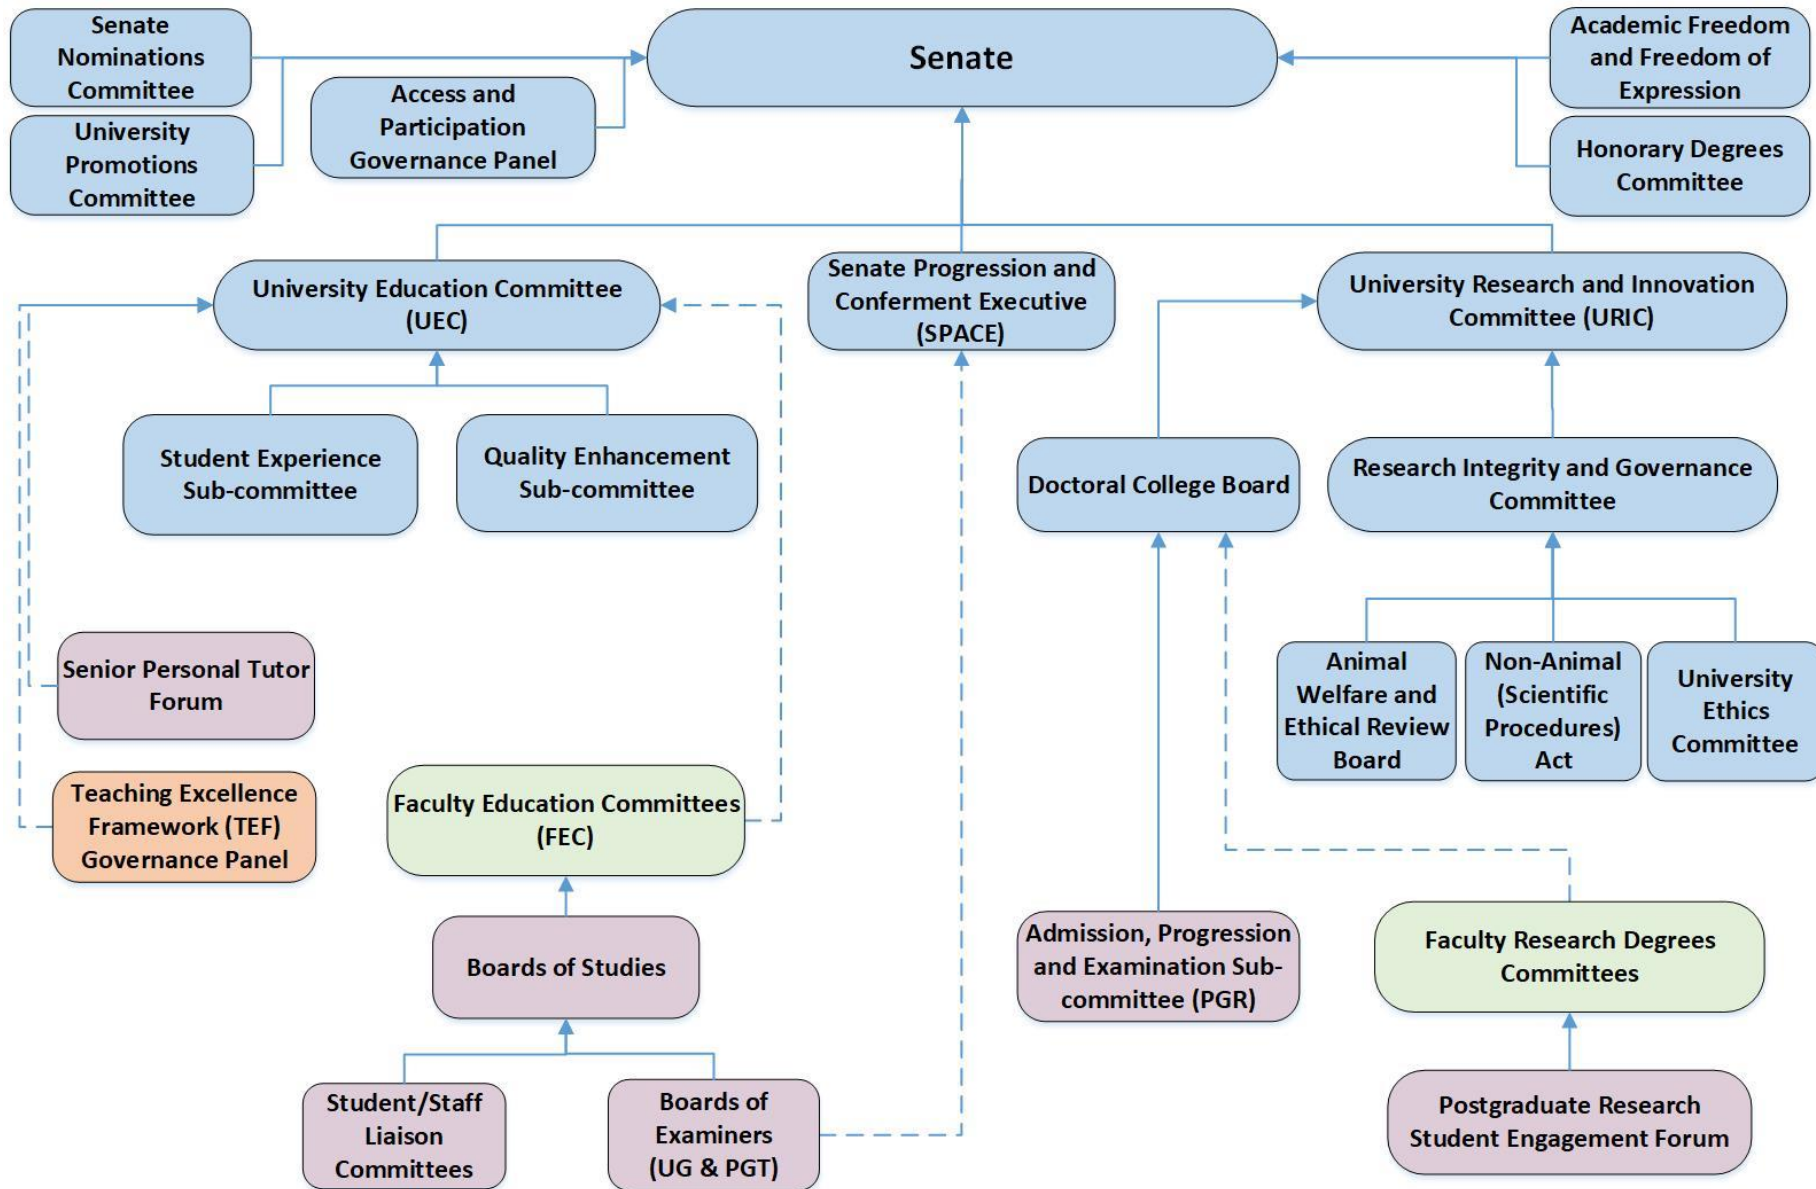 Senate
Nominations
Committee
Senate
Academic Freedom
and Freedom of
Expression
Access and
Participation
Governance Panel
University
Promotions
Committee
Honorary Degrees
Committee
University Education Committee
(UEC)
Senate Progression and
Conferment Executive
(SPACE)
University Research and Innovation
Committee (URIC)
Student Experience
Sub-committee
Quality Enhancement
Sub-committee
Doctoral College Board
Research Integrity and Governance
Committee
Senior Personal Tutor
Forum
Animal
Welfare and
Ethical Review
Board
Non-Animal
(Scientific
Procedures)
Act
University
Ethics
Committee
Teaching Excellence
Framework (TEF)
Governance Panel
Faculty Education Committees
(FEC)
Boards of Studies
Admission, Progression
and Examination Sub-
committee (PGR)
Faculty Research Degrees
Committees
Student/Staff
Liaison
Committees
Boards of
Examiners
(UG & PGT)
Postgraduate Research
Student Engagement Forum